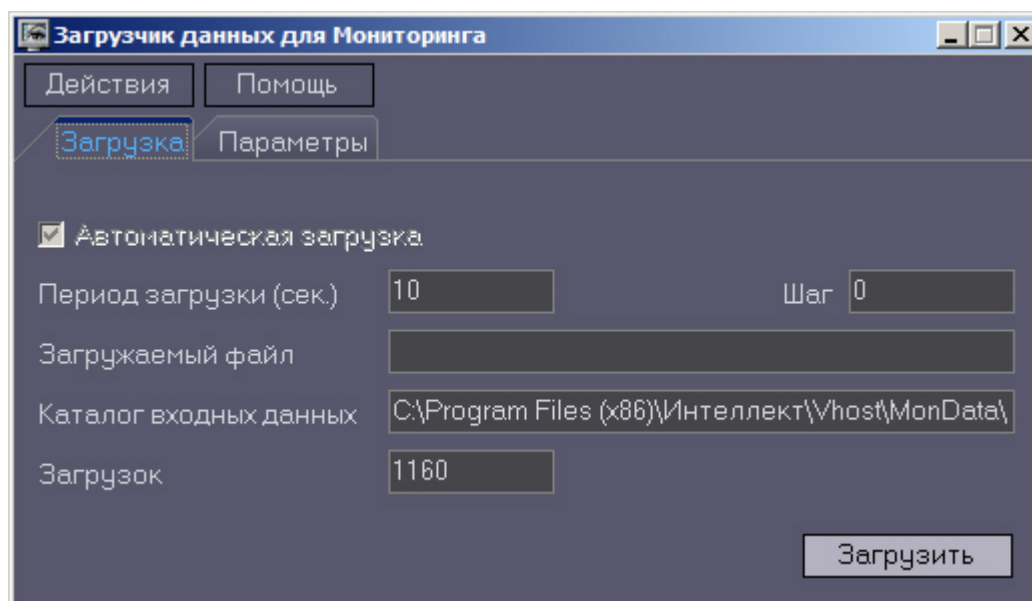 Загрузчик данных для Мониторинга
Действия Помощь
Загрузка Параметры
Автоматическая загрузка
Период загрузки (сек.) 10 Шаг 0
Загружаемый файл
Каталог входных данных C:\Program Files (x86)\Интеллект\Vhost\MonData\
Загрузок 1160
Загрузить